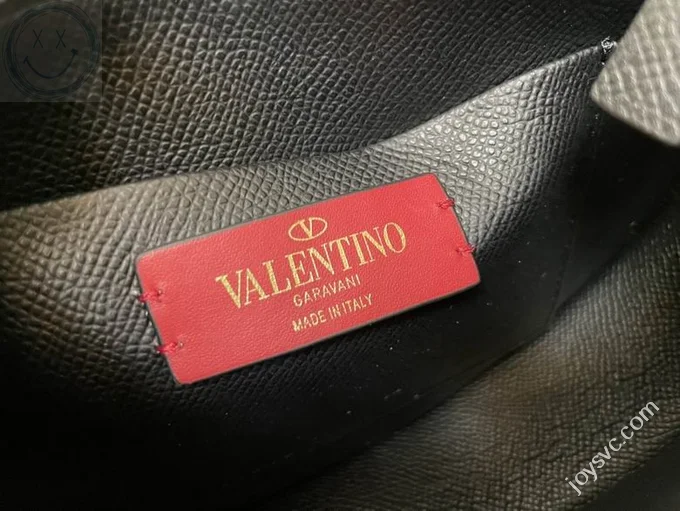 V
VALENTINO
GARAVANI
MADE IN ITALY
joysvc.com